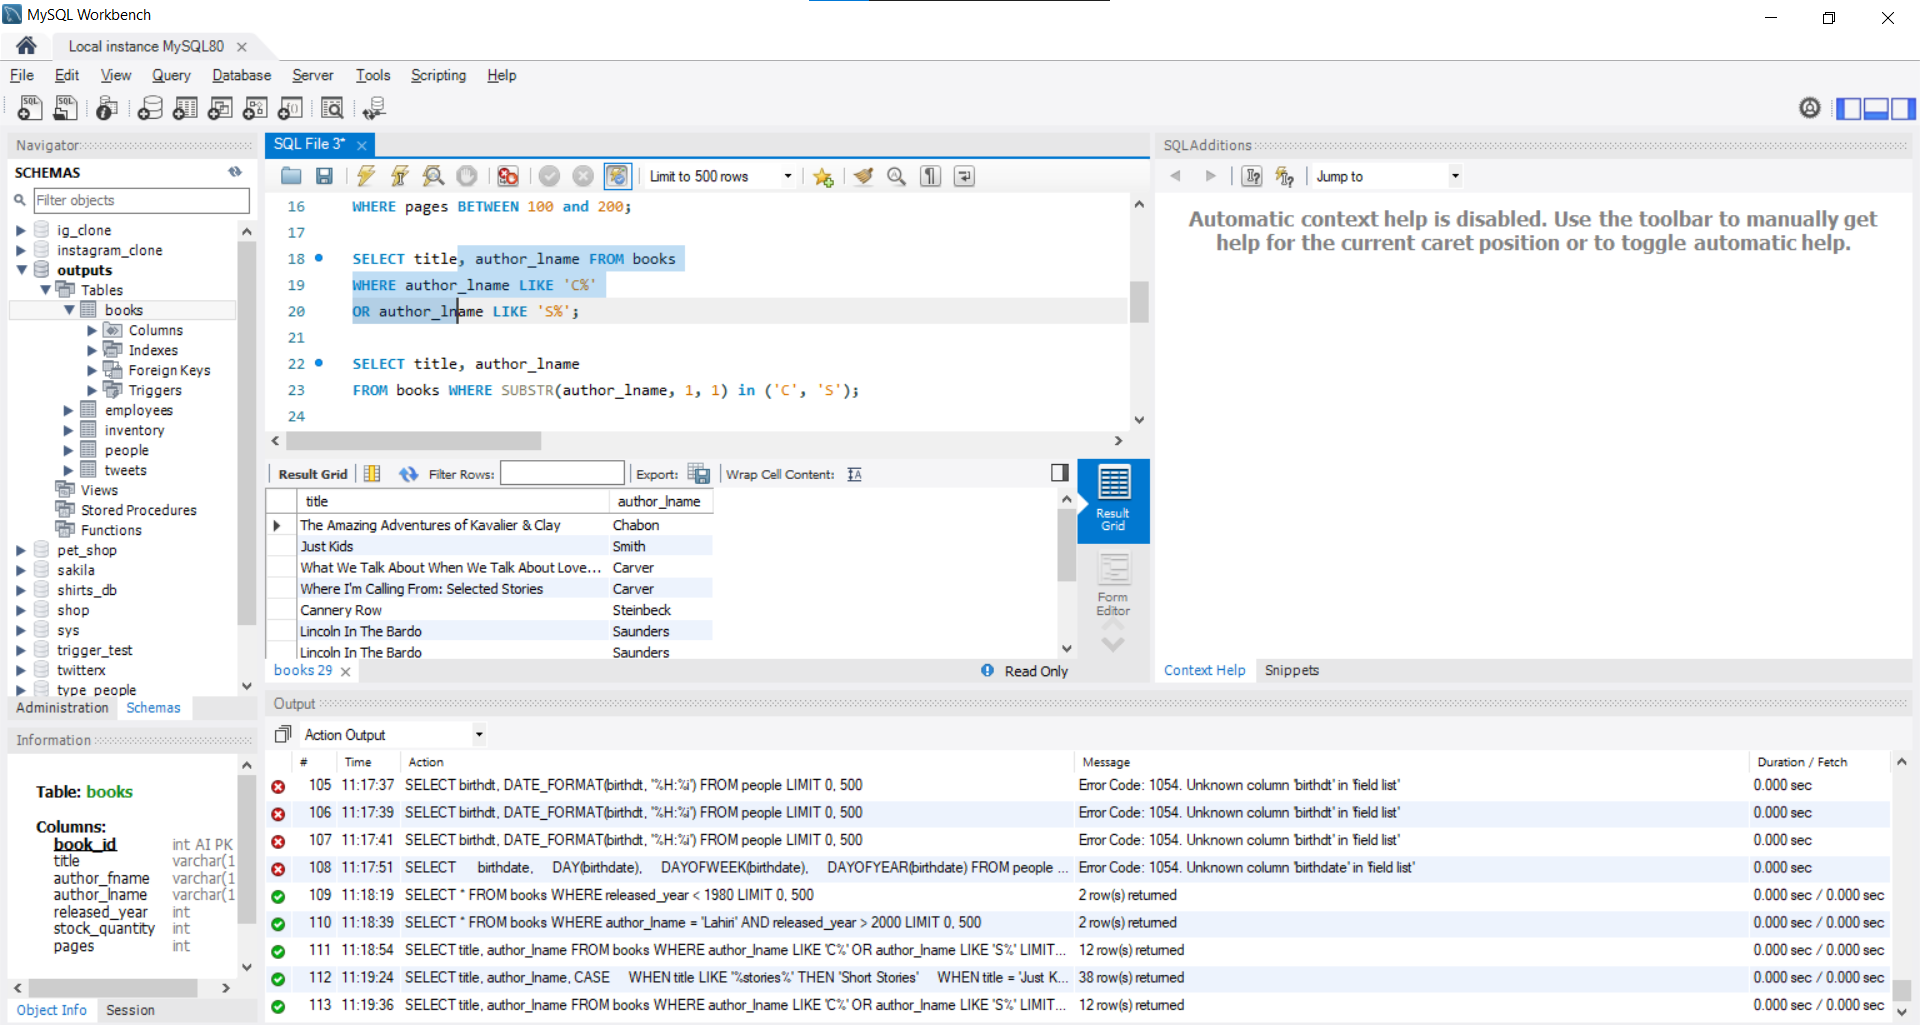 MySQL Workbench
Local instance MySQL80
File Edit View Query Database Server Tools Scripting Help
Navigator
SCHEMAS
Filter objects
ig_clone
instagram_clone
outputs
Tables
books
Columns
Indexes
Foreign Keys
Triggers
employees
inventory
people
tweets
Views
Stored Procedures
Functions
pet_shop
sakila
shirts_db
shop
sys
trigger_test
twitterx
type_people
Administration Schemas
Information
Table: books
Columns:
book_id int AI PK
title varchar(1
author_fname varchar(1
author_lname varchar(1
released_year int
stock_quantity int
pages int
Object Info Session
SQL File 3*
Limit to 500 rows
16 WHERE pages BETWEEN 100 and 200;
17
18 SELECT title, author_lname FROM books
19 WHERE author_lname LIKE 'C%'
20 OR author_lname LIKE 'S%';
21
22 SELECT title, author_lname
23 FROM books WHERE SUBSTR(author_lname, 1, 1) in ('C', 'S');
24
Result Grid Filter Rows: Export: Wrap Cell Content:
title author_lname
The Amazing Adventures of Kavalier & Clay Chabon
Just Kids Smith
What We Talk About When We Talk About Love... Carver
Where I'm Calling From: Selected Stories Carver
Cannery Row Steinbeck
Lincoln In The Bardo Saunders
Lincoln In The Bardo Saunders
Result
Grid
Form
Editor
books 29
Read Only
SQLAdditions
Jump to
Automatic context help is disabled. Use the toolbar to manually get
help for the current caret position or to toggle automatic help.
Context Help Snippets
Output
Action Output
# Time Action Message Duration / Fetch
105 11:17:37 SELECT birthdt, DATE_FORMAT(birthdt, '%H:%i') FROM people LIMIT 0, 500 Error Code: 1054. Unknown column 'birthdt' in 'field list' 0.000 sec
106 11:17:39 SELECT birthdt, DATE_FORMAT(birthdt, '%H:%i') FROM people LIMIT 0, 500 Error Code: 1054. Unknown column 'birthdt' in 'field list' 0.000 sec
107 11:17:41 SELECT birthdt, DATE_FORMAT(birthdt, '%H:%i') FROM people LIMIT 0, 500 Error Code: 1054. Unknown column 'birthdt' in 'field list' 0.000 sec
108 11:17:51 SELECT birthdate, DAY(birthdate), DAYOFWEEK(birthdate), DAYOFYEAR(birthdate) FROM people ... Error Code: 1054. Unknown column 'birthdate' in 'field list' 0.000 sec
109 11:18:19 SELECT * FROM books WHERE released_year < 1980 LIMIT 0, 500 2 row(s) returned 0.000 sec / 0.000 sec
110 11:18:39 SELECT * FROM books WHERE author_lname = 'Lahiri' AND released_year > 2000 LIMIT 0, 500 2 row(s) returned 0.000 sec / 0.000 sec
111 11:18:54 SELECT title, author_lname FROM books WHERE author_lname LIKE 'C%' OR author_lname LIKE 'S%' LIMIT... 12 row(s) returned 0.000 sec / 0.000 sec
112 11:19:24 SELECT title, author_lname, CASE WHEN title LIKE '%stories%' THEN 'Short Stories' WHEN title = 'Just K... 38 row(s) returned 0.000 sec / 0.000 sec
113 11:19:36 SELECT title, author_lname FROM books WHERE author_lname LIKE 'C%' OR author_lname LIKE 'S%' LIMIT... 12 row(s) returned 0.000 sec / 0.000 sec